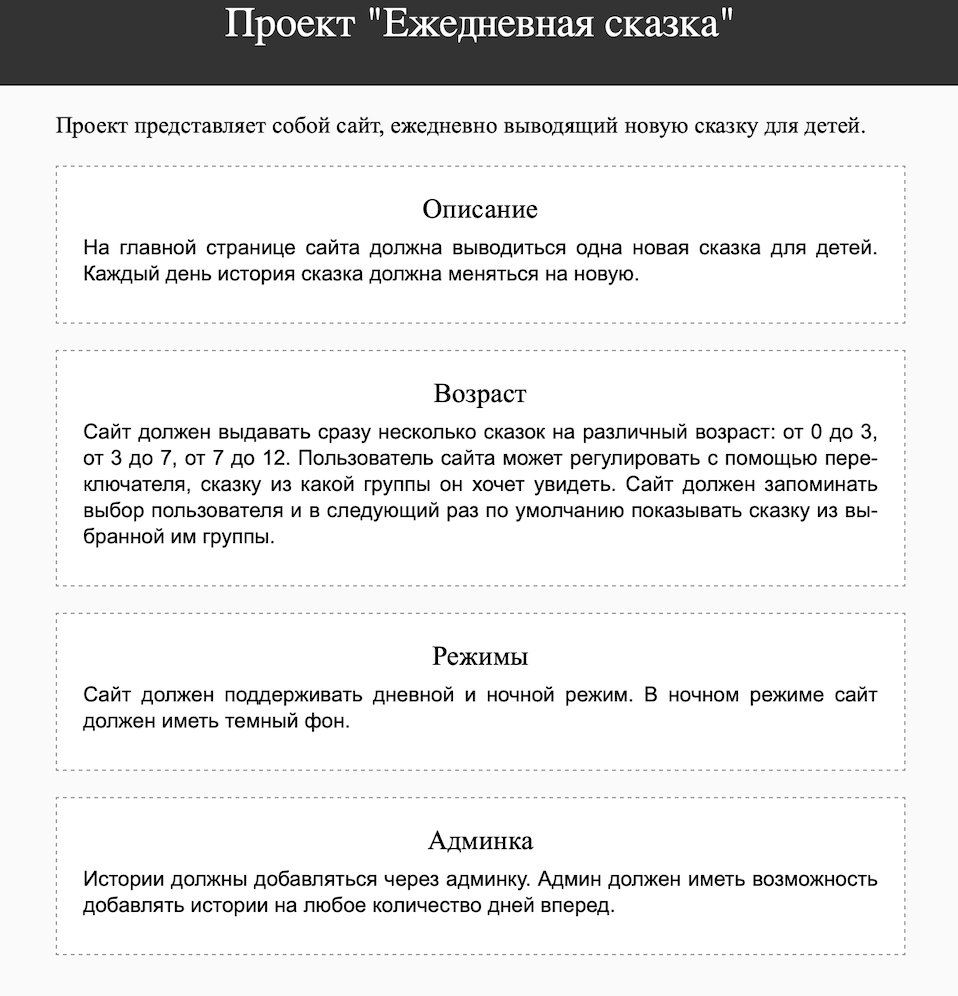 Проект "Ежедневная сказка"
Проект представляет собой сайт, ежедневно выводящий новую сказку для детей.
Описание
На главной странице сайта должна выводиться одна новая сказка для детей.
Каждый день история сказка должна меняться на новую.
Возраст
Сайт должен выдавать сразу несколько сказок на различный возраст: от 0 до 3,
от 3 до 7, от 7 до 12. Пользователь сайта может регулировать с помощью пере-
ключателя, сказку из какой группы он хочет увидеть. Сайт должен запоминать
выбор пользователя и в следующий раз по умолчанию показывать сказку из вы-
бранной им группы.
Режимы
Сайт должен поддерживать дневной и ночной режим. В ночном режиме сайт
должен иметь темный фон.
Админка
Истории должны добавляться через админку. Админ должен иметь возможность
добавлять истории на любое количество дней вперед.